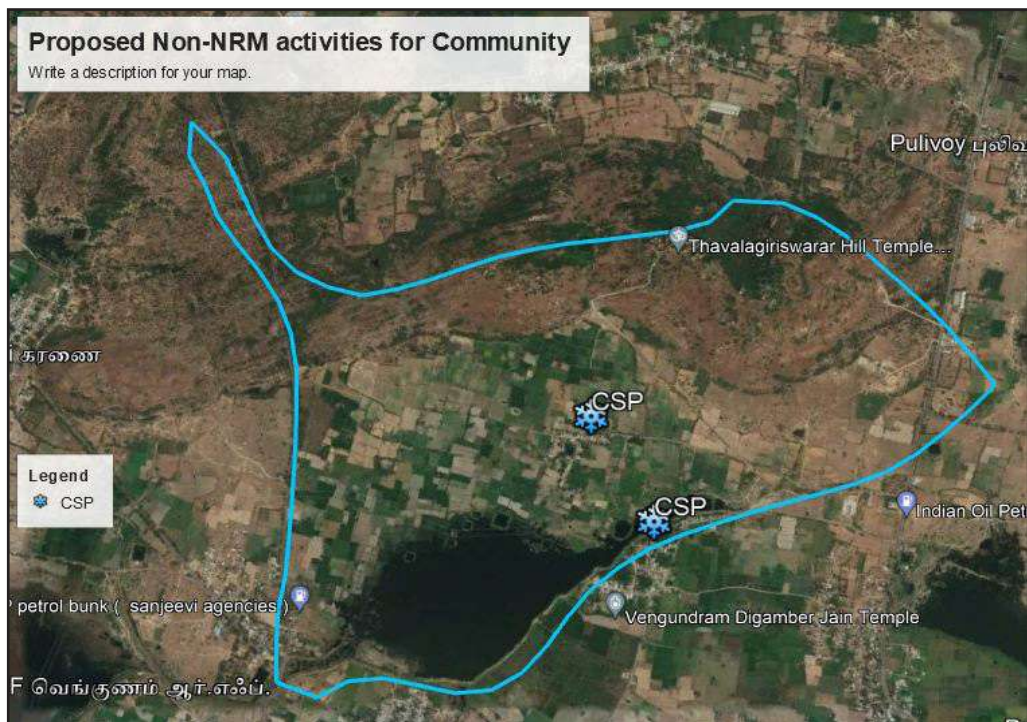 Proposed Non-NRM activities for Community
Write a description for your map.
Pulivoy புலிவ
Thavalagiriswarar Hill Temple...
கரணை
CSP
Legend
CSP
CSP
Indian Oil Pet
petrol bunk ( sanjeevi agencies )
Vengundram Digamber Jain Temple
F வெங்குணம் ஆர்.எஃப்.